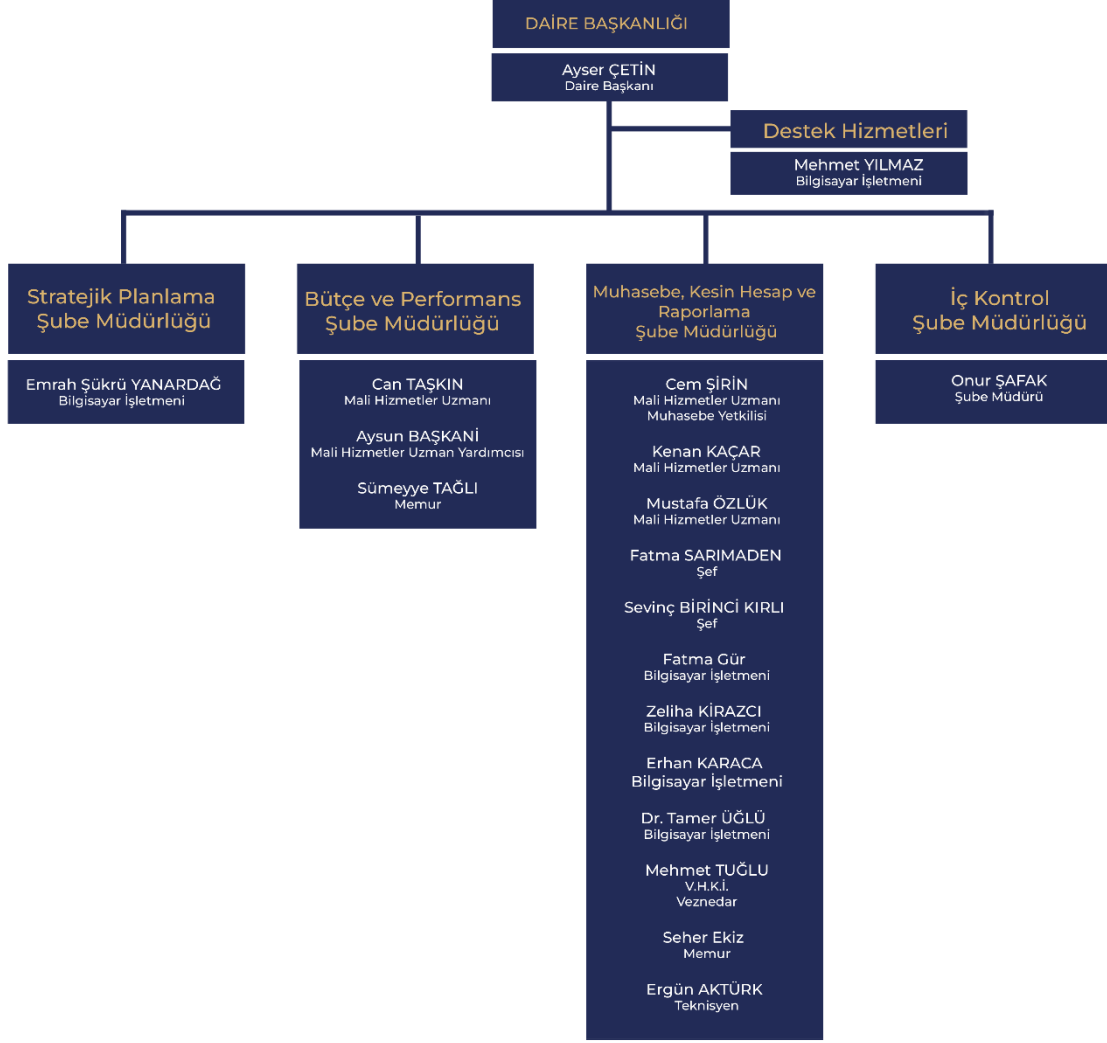 DAİRE BAŞKANLIĞI
Ayser ÇETİN
Daire Başkanı
Destek Hizmetleri
Mehmet YILMAZ
Bilgisayar İşletmeni
Stratejik Planlama
Şube Müdürlüğü
Emrah Şükrü YANARDAĞ
Bilgisayar İşletmeni
Bütçe ve Performans
Şube Müdürlüğü
Can TAŞKIN
Mali Hizmetler Uzmanı
Aysun BAŞKANİ
Mali Hizmetler Uzman Yardımcısı
Sümeyye TAĞLI
Memur
Muhasebe, Kesin Hesap ve
Raporlama
Şube Müdürlüğü
Cem ŞİRİN
Mali Hizmetler Uzmanı
Muhasebe Yetkilisi
Kenan KAÇAR
Mali Hizmetler Uzmanı
Mustafa ÖZLÜK
Mali Hizmetler Uzmanı
Fatma SARIMADEN
Şef
Sevinç BİRİNCİ KIRLI
Şef
Fatma Gür
Bilgisayar İşletmeni
Zeliha KİRAZCI
Bilgisayar İşletmeni
Erhan KARACA
Bilgisayar İşletmeni
Dr. Tamer ÜĞLÜ
Bilgisayar İşletmeni
Mehmet TUĞLU
V.H.K.İ.
Veznedar
Seher Ekiz
Memur
Ergün AKTÜRK
Teknisyen
İç Kontrol
Şube Müdürlüğü
Onur ŞAFAK
Şube Müdürü